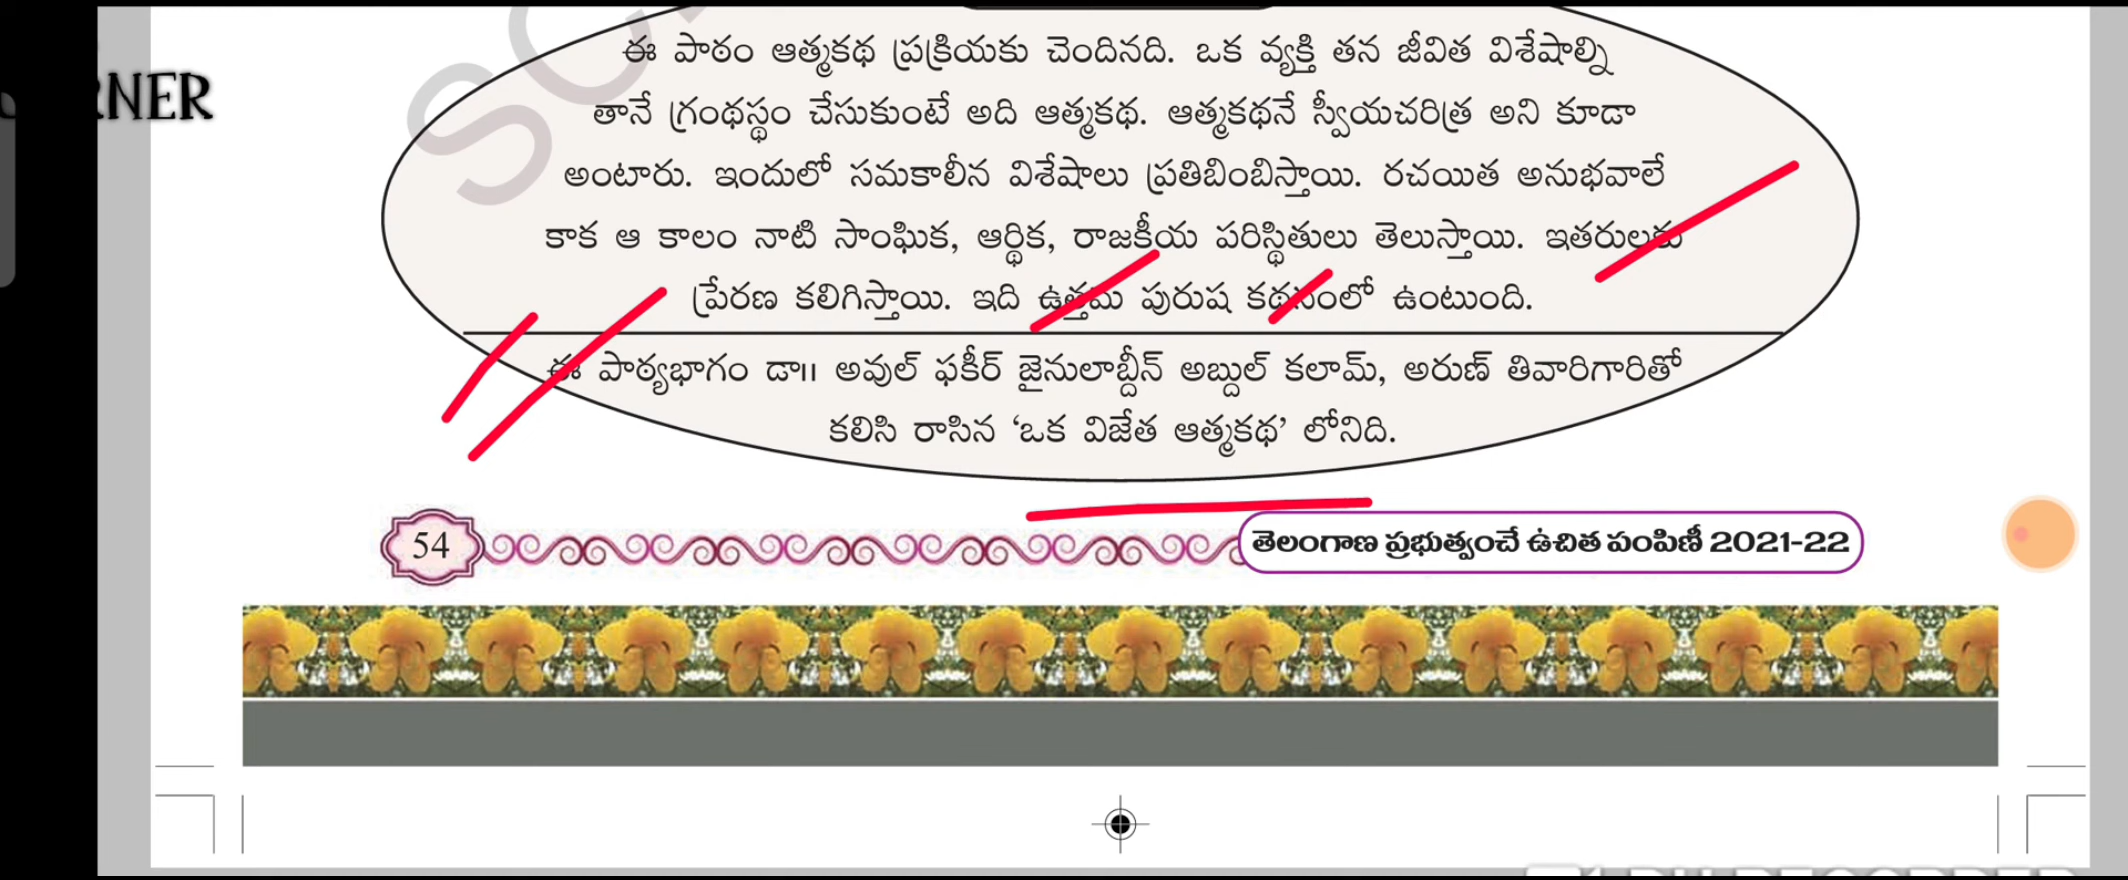 ఈ పాఠం ఆత్మకథ ప్రక్రియకు చెందినది. ఒక వ్యక్తి తన జీవిత విశేషాల్ని
RNER
తానే గ్రంథస్థం చేసుకుంటే అది ఆత్మకథ. ఆత్మకథనే స్వీయచరిత్ర అని కూడా
అంటారు. ఇందులో సమకాలీన విశేషాలు ప్రతిబింబిస్తాయి. రచయిత అనుభవాలే
కాక ఆ కాలం నాటి సాంఘిక, ఆర్థిక, రాజకీయ పరిస్థితులు తెలుస్తాయి. ఇతరులకు
ప్రేరణ కలిగిస్తాయి. ఇది ఉత్తమ పురుష కథనంలో ఉంటుంది.
ఈ పాఠ్యభాగం డా॥ అవుల్ ఫకీర్ జైనులాబ్దీన్ అబ్దుల్ కలామ్, అరుణ్ తివారిగారితో
కలిసి రాసిన ‘ఒక విజేత ఆత్మకథ’ లోనిది.
54
తెలంగాణ ప్రభుత్వంచే ఉచిత పంపిణీ 2021-22